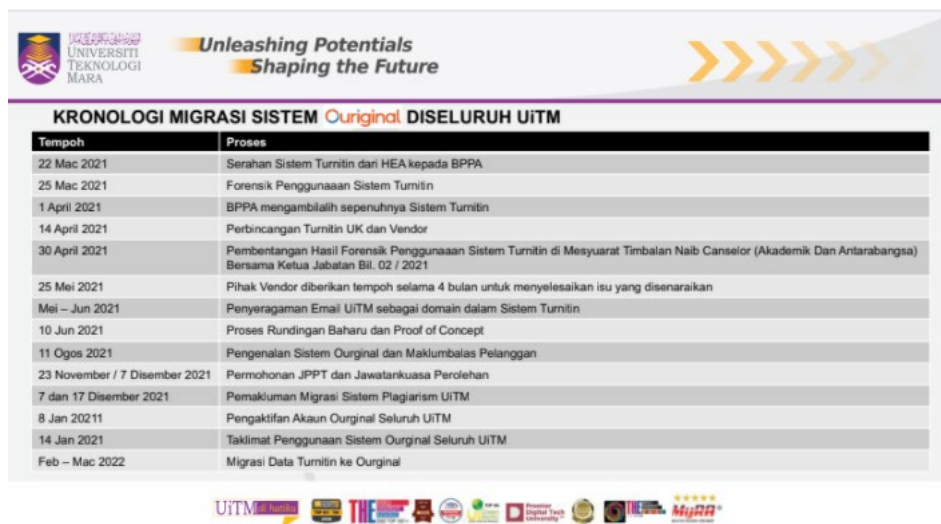 UNIVERSITI
TEKNOLOGI
MARA
Unleashing Potentials
Shaping the Future
KRONOLOGI MIGRASI SISTEM Ouriginal DISELURUH UiTM
Tempoh Proses
22 Mac 2021 Serahan Sistem Turnitin dari HEA kepada BPPA
25 Mac 2021 Forensik Penggunaaan Sistem Turnitin
1 April 2021 BPPA mengambilalih sepenuhnya Sistem Turnitin
14 April 2021 Perbincangan Turnitin UK dan Vendor
30 April 2021 Pembentangan Hasil Forensik Penggunaaan Sistem Turnitin di Mesyuarat Timbalan Naib Canselor (Akademik Dan Antarabangsa)
Bersama Ketua Jabatan Bil. 02 / 2021
25 Mei 2021 Pihak Vendor diberikan tempoh selama 4 bulan untuk menyelesaikan isu yang disenaraikan
Mei – Jun 2021 Penyeragaman Email UiTM sebagai domain dalam Sistem Turnitin
10 Jun 2021 Proses Rundingan Baharu dan Proof of Concept
11 Ogos 2021 Pengenalan Sistem Ourginal dan Maklumbalas Pelanggan
23 November / 7 Disember 2021 Permohonan JPPT dan Jawatankuasa Perolehan
7 dan 17 Disember 2021 Pemakluman Migrasi Sistem Plagiarism UiTM
8 Jan 20211 Pengaktifan Akaun Ourginal Seluruh UiTM
14 Jan 2021 Taklimat Penggunaan Sistem Ourginal Seluruh UiTM
Feb – Mac 2022 Migrasi Data Turnitin ke Ourginal
UiTM di hatiku THE Premier Digital Tech University THE MyRA